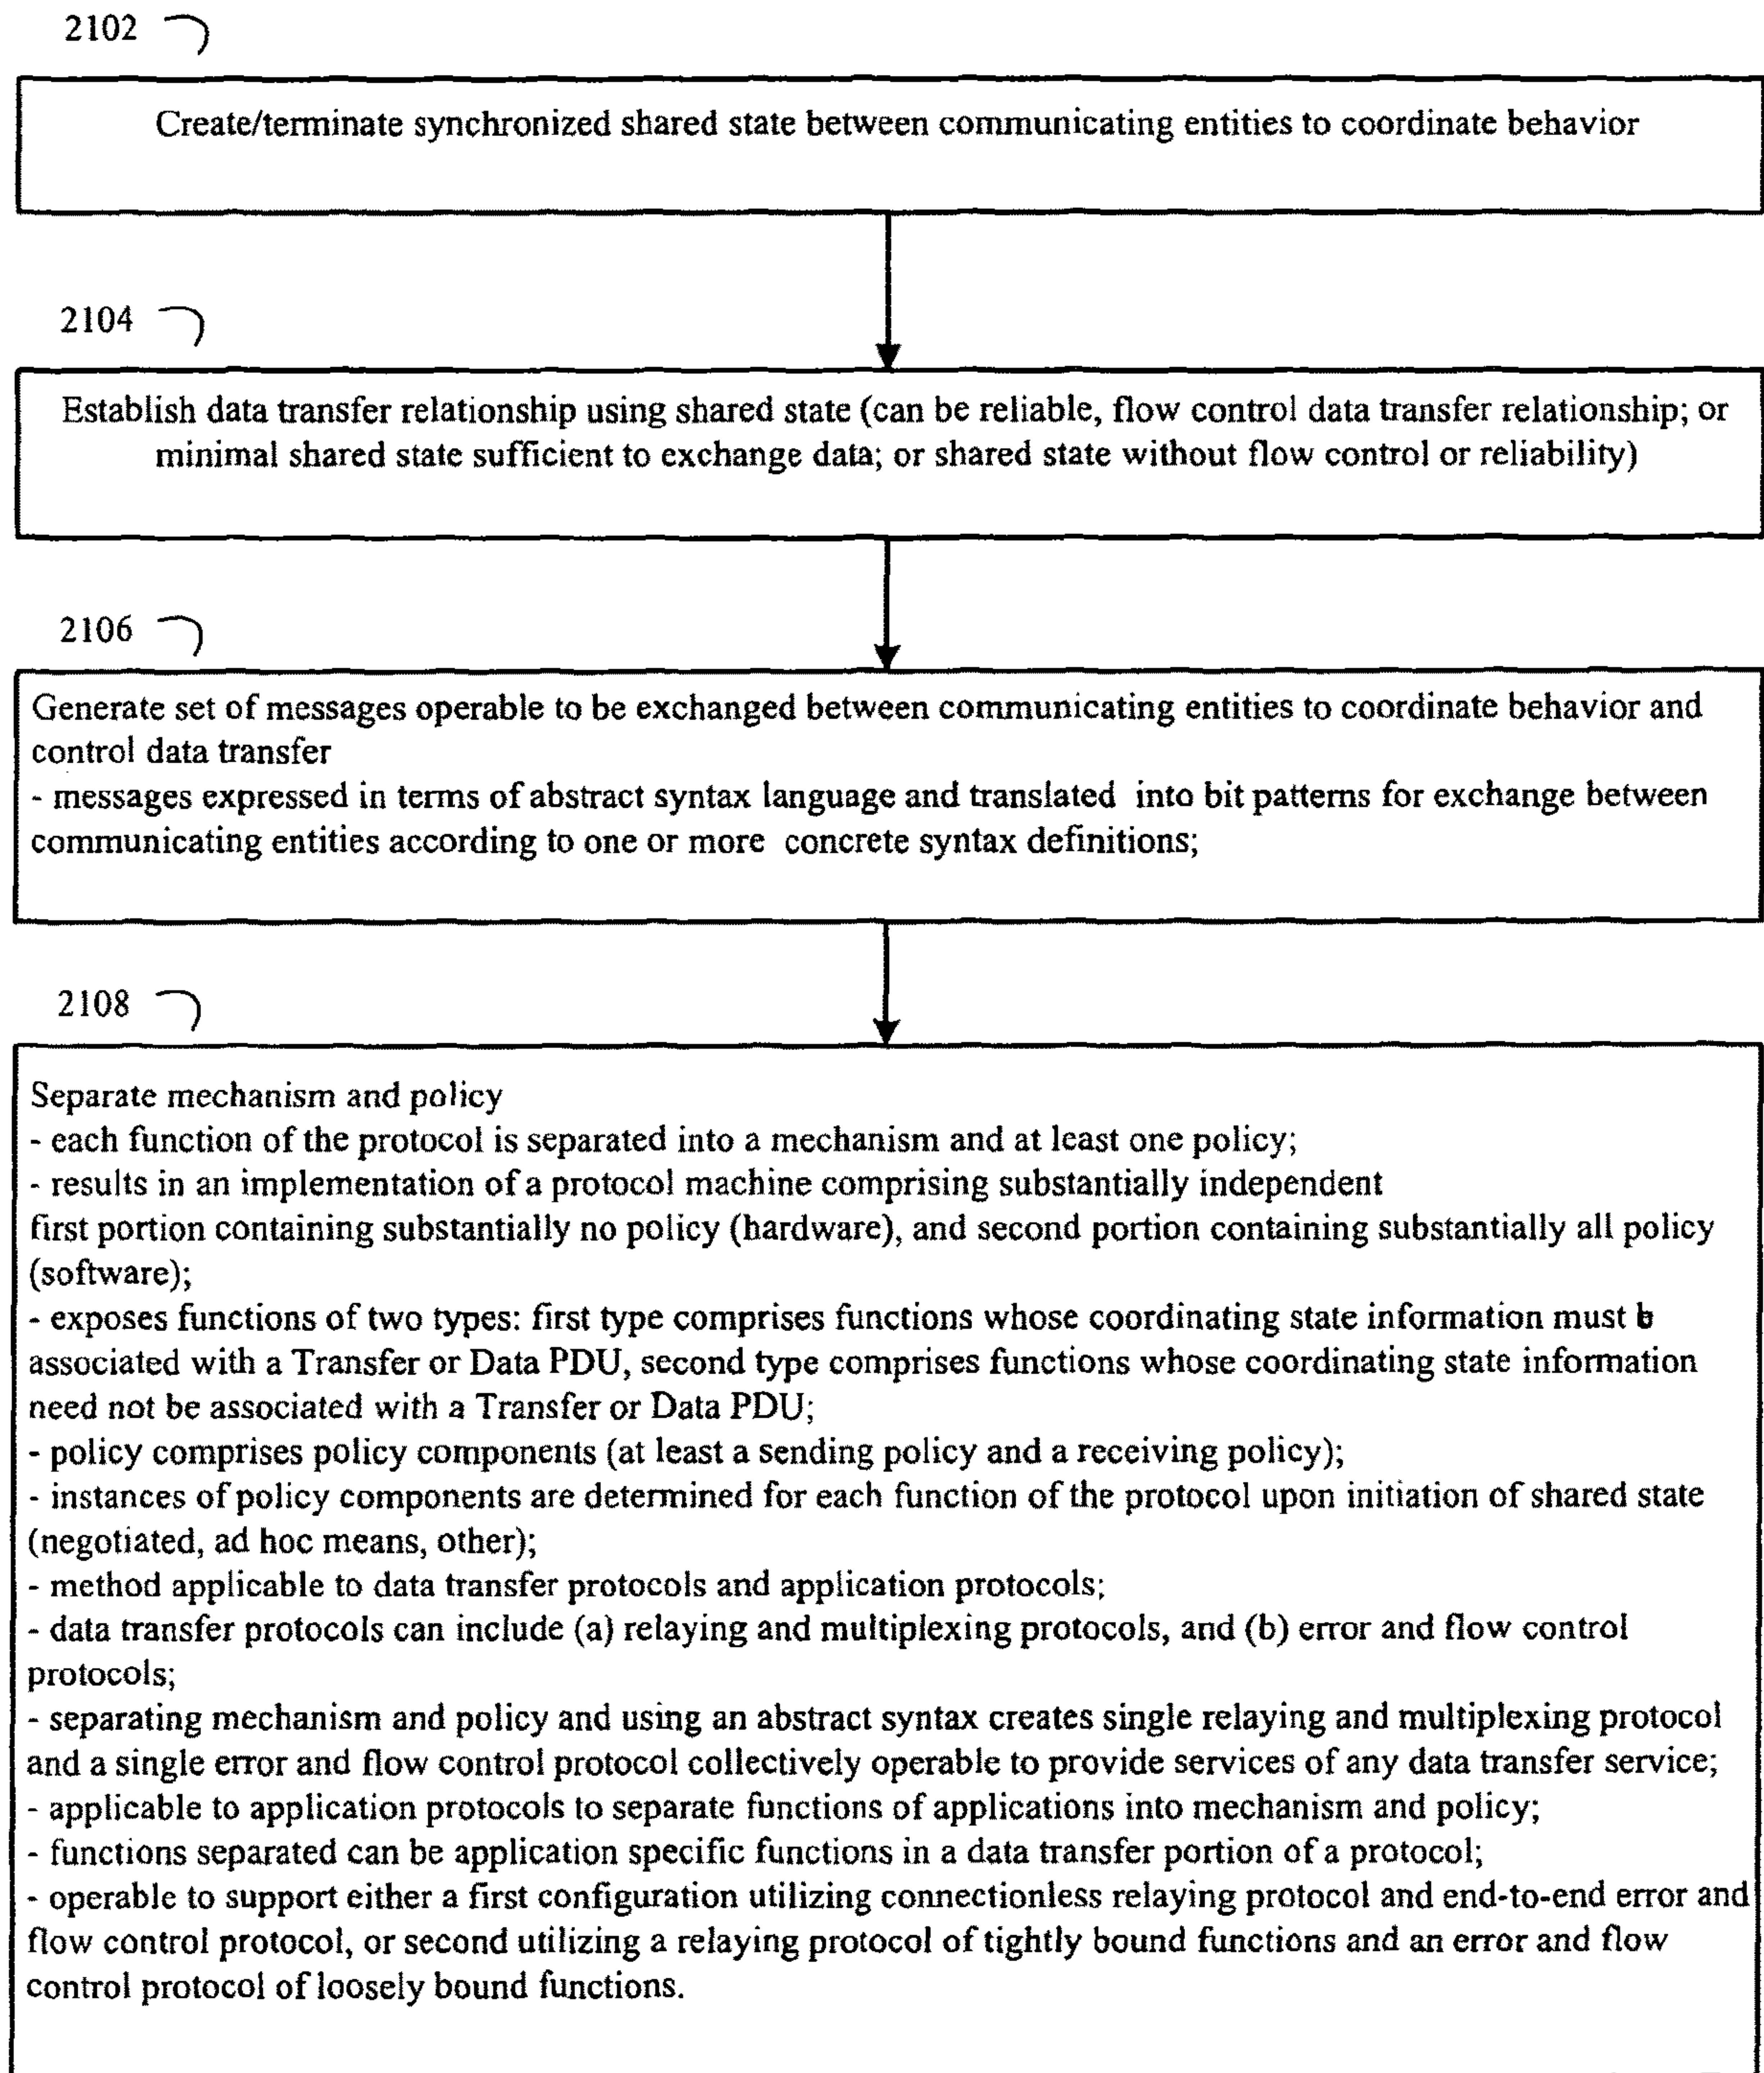 2102
Create/terminate synchronized shared state between communicating entities to coordinate behavior
2104
Establish data transfer relationship using shared state (can be reliable, flow control data transfer relationship; or
minimal shared state sufficient to exchange data; or shared state without flow control or reliability)
2106
Generate set of messages operable to be exchanged between communicating entities to coordinate behavior and
control data transfer
- messages expressed in terms of abstract syntax language and translated into bit patterns for exchange between
communicating entities according to one or more concrete syntax definitions;
2108
Separate mechanism and policy
- each function of the protocol is separated into a mechanism and at least one policy;
- results in an implementation of a protocol machine comprising substantially independent
first portion containing substantially no policy (hardware), and second portion containing substantially all policy
(software);
- exposes functions of two types: first type comprises functions whose coordinating state information must b
associated with a Transfer or Data PDU, second type comprises functions whose coordinating state information
need not be associated with a Transfer or Data PDU;
- policy comprises policy components (at least a sending policy and a receiving policy);
- instances of policy components are determined for each function of the protocol upon initiation of shared state
(negotiated, ad hoc means, other);
- method applicable to data transfer protocols and application protocols;
- data transfer protocols can include (a) relaying and multiplexing protocols, and (b) error and flow control
protocols;
- separating mechanism and policy and using an abstract syntax creates single relaying and multiplexing protocol
and a single error and flow control protocol collectively operable to provide services of any data transfer service;
- applicable to application protocols to separate functions of applications into mechanism and policy;
- functions separated can be application specific functions in a data transfer portion of a protocol;
- operable to support either a first configuration utilizing connectionless relaying protocol and end-to-end error and
flow control protocol, or second utilizing a relaying protocol of tightly bound functions and an error and flow
control protocol of loosely bound functions.